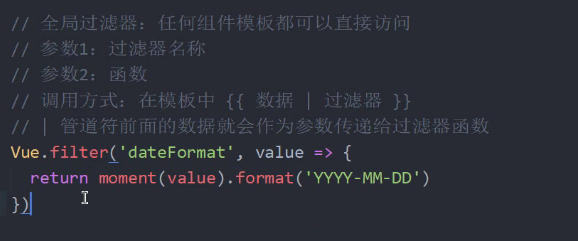 // 全局过滤器：任何组件模板都可以直接访问
// 参数1：过滤器名称
// 参数2：函数
// 调用方式：在模板中 {{ 数据 | 过滤器 }}
// | 管道符前面的数据就会作为参数传递给过滤器函数
Vue.filter('dateFormat', value => {
  return moment(value).format('YYYY-MM-DD')
})